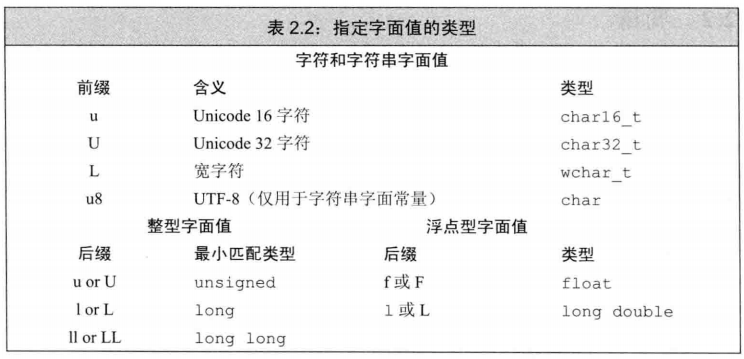 表 2.2：指定字面值的类型
字符和字符串字面值
前缀 含义 类型
u Unicode 16 字符 char16_t
U Unicode 32 字符 char32_t
L 宽字符 wchar_t
u8 UTF-8（仅用于字符串字面常量） char
整型字面值 浮点型字面值
后缀 最小匹配类型 后缀 类型
u or U unsigned f 或 F float
l or L long l 或 L long double
ll or LL long long